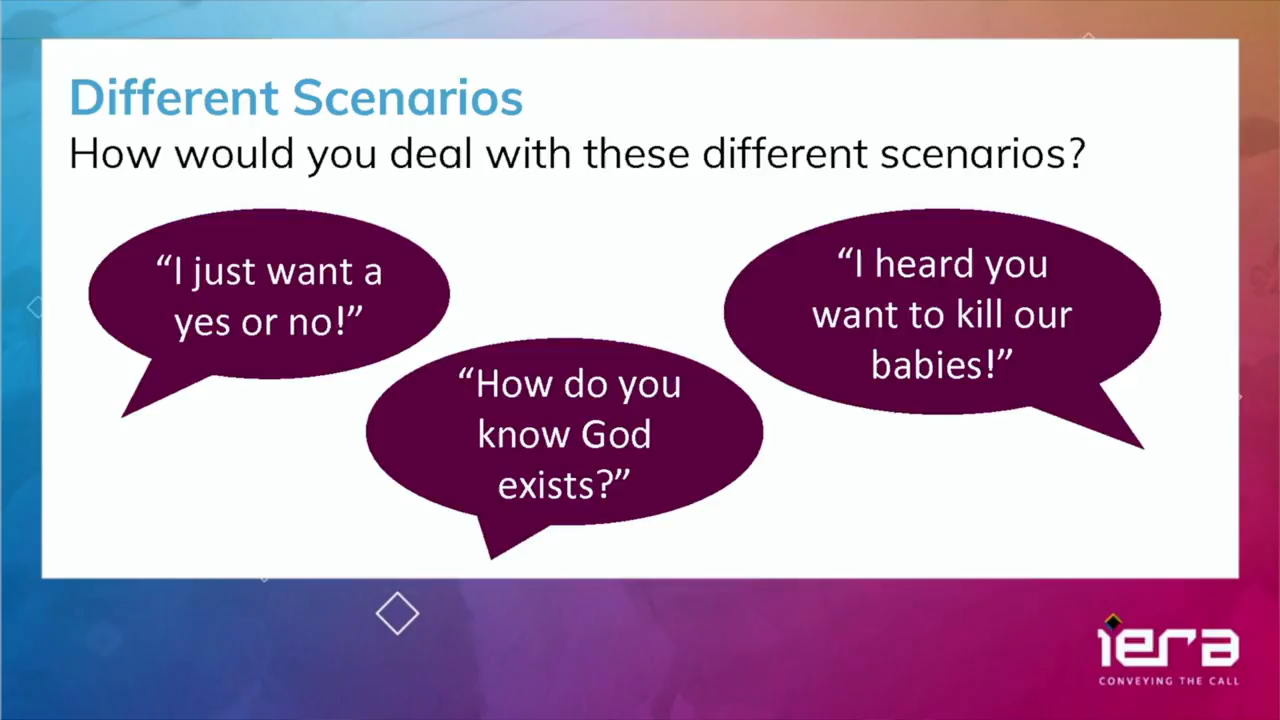 Different Scenarios
How would you deal with these different scenarios?
“I just want a
yes or no!”
“How do you
know God
exists?”
“I heard you
want to kill our
babies!”
iera
CONVEYING THE CALL